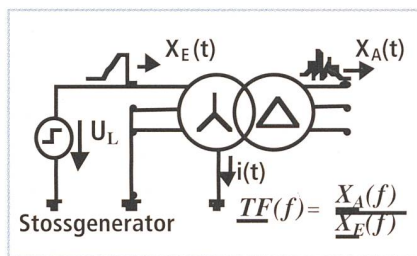 X_E(t)
X_A(t)
U_L
i(t)
Stossgenerator
TF(f) = X_A(f) / X_E(f)